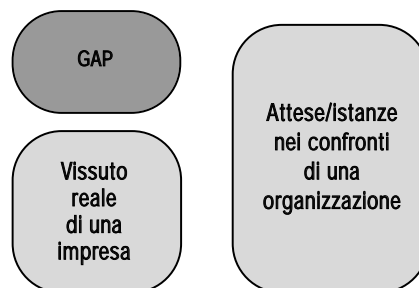 GAP
Vissuto
reale
di una
impresa
Attese/istanze
nei confronti
di una
organizzazione